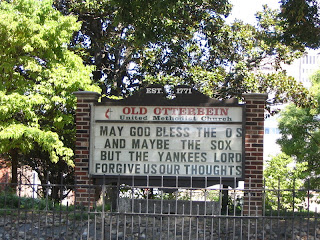 EST. 1771
OLD OTTERBEIN
United Methodist Church
MAY GOD BLESS THE O'S
AND MAYBE THE SOX
BUT THE YANKEES LORD
FORGIVE US OUR THOUGHTS